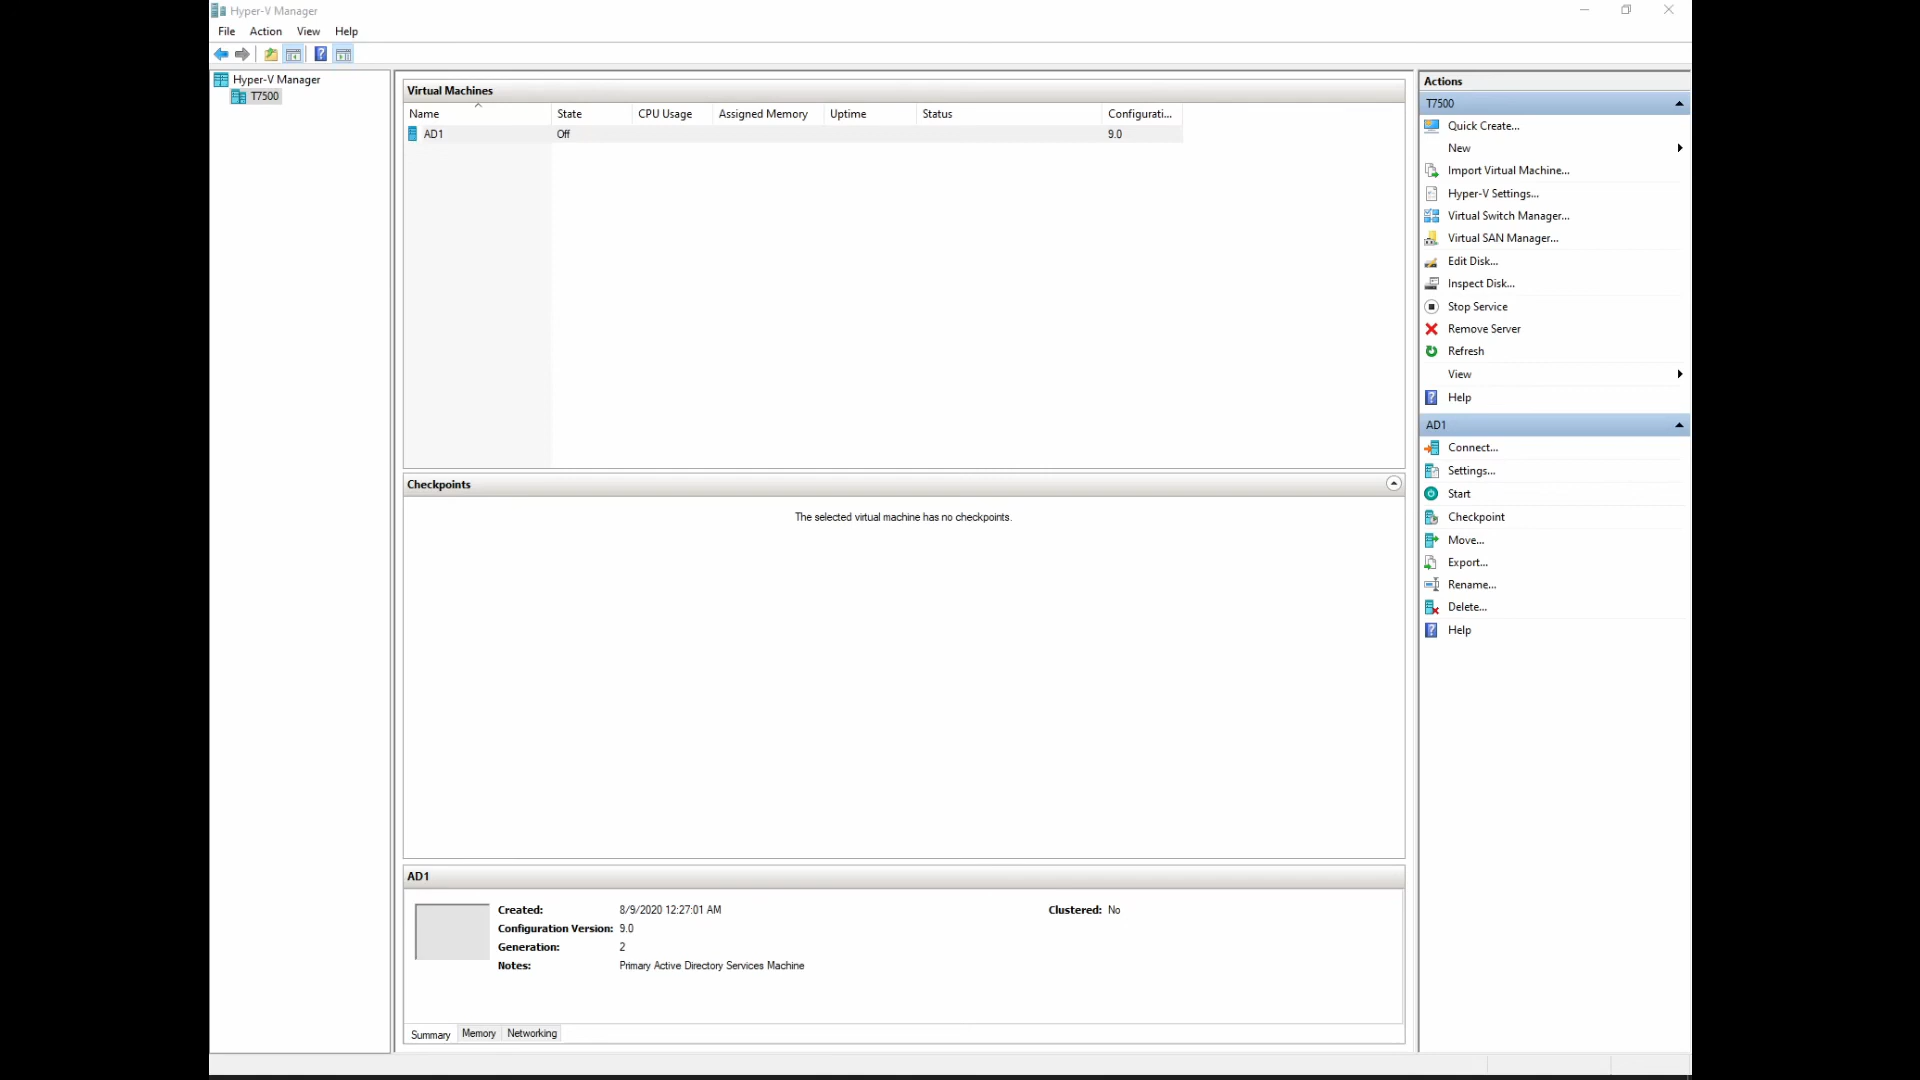 Hyper-V Manager
File Action View Help
Hyper-V Manager
T7500
Virtual Machines
Name State CPU Usage Assigned Memory Uptime Status Configurati...
AD1 Off 9.0
Checkpoints
The selected virtual machine has no checkpoints.
AD1
Created: 8/9/2020 12:27:01 AM Clustered: No
Configuration Version: 9.0
Generation: 2
Notes: Primary Active Directory Services Machine
Summary Memory Networking
Actions
T7500
Quick Create...
New
Import Virtual Machine...
Hyper-V Settings...
Virtual Switch Manager...
Virtual SAN Manager...
Edit Disk...
Inspect Disk...
Stop Service
Remove Server
Refresh
View
Help
AD1
Connect...
Settings...
Start
Checkpoint
Move...
Export...
Rename...
Delete...
Help